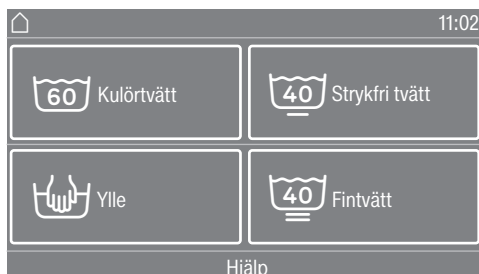 11:02
60 Kulörtvätt
40 Strykfri tvätt
Ylle
40 Fintvätt
Hjälp